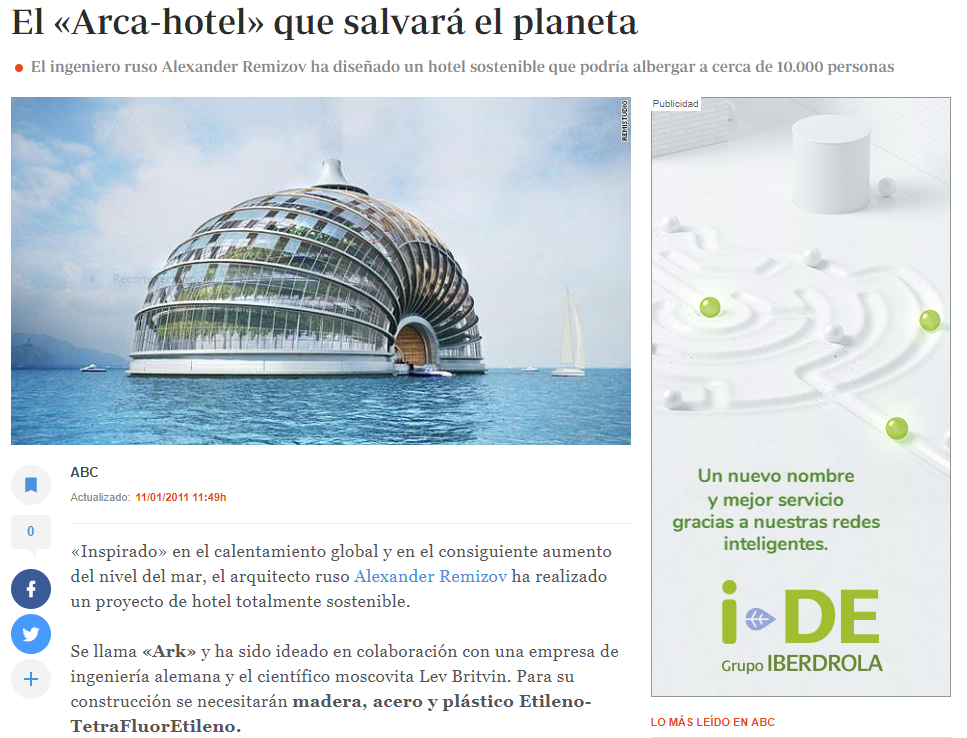 El «Arca-hotel» que salvará el planeta
El ingeniero ruso Alexander Remizov ha diseñado un hotel sostenible que podría albergar a cerca de 10.000 personas
REMISTUDIO
Publicidad
Un nuevo nombre
y mejor servicio
gracias a nuestras redes
inteligentes.
i-DE
Grupo IBERDROLA
ABC
Actualizado: 11/01/2011 11:49h
0
«Inspirado» en el calentamiento global y en el consiguiente aumento
del nivel del mar, el arquitecto ruso Alexander Remizov ha realizado
un proyecto de hotel totalmente sostenible.
Se llama «Ark» y ha sido ideado en colaboración con una empresa de
ingeniería alemana y el científico moscovita Lev Britvin. Para su
construcción se necesitarán madera, acero y plástico Etileno-
TetraFluorEtileno.
LO MÁS LEÍDO EN ABC